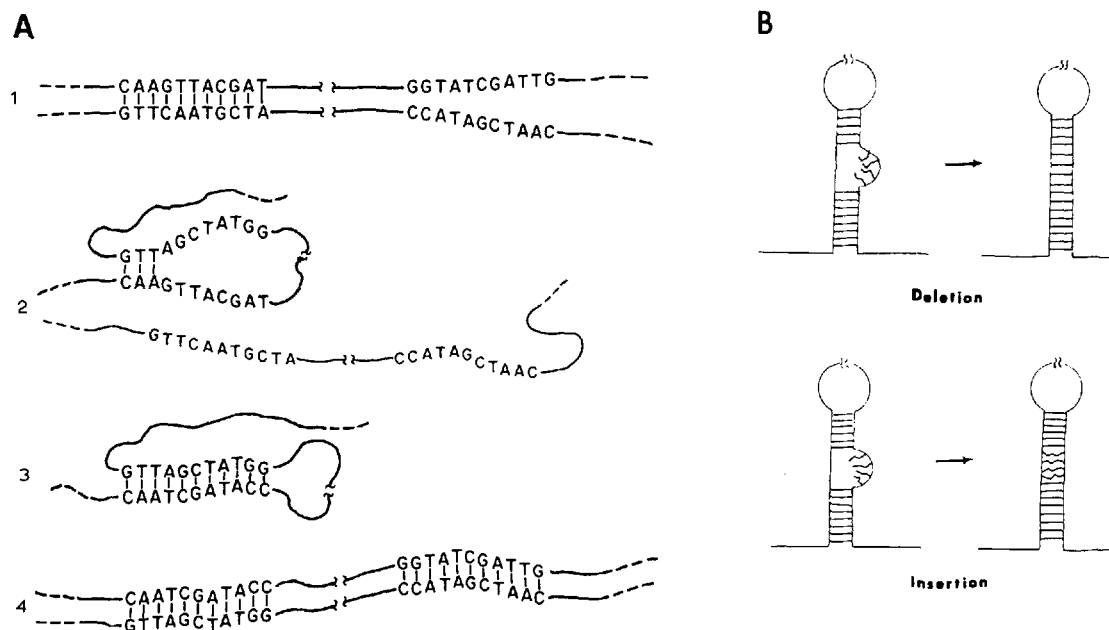 A
1
CAAGTTACGAT GGTATCGATTG
GTTCAATGCTA CCATAGCTAAC
2
GTTAGCTATGG
CAAGTTACGAT
GTTCAATGCTA CCATAGCTAAC
3
GTTAGCTATGG
CAATCGATACC
4
CAATCGATACC GGTATCGATTG
GTTAGCTATGG CCATAGCTAAC
B
Deletion
Insertion